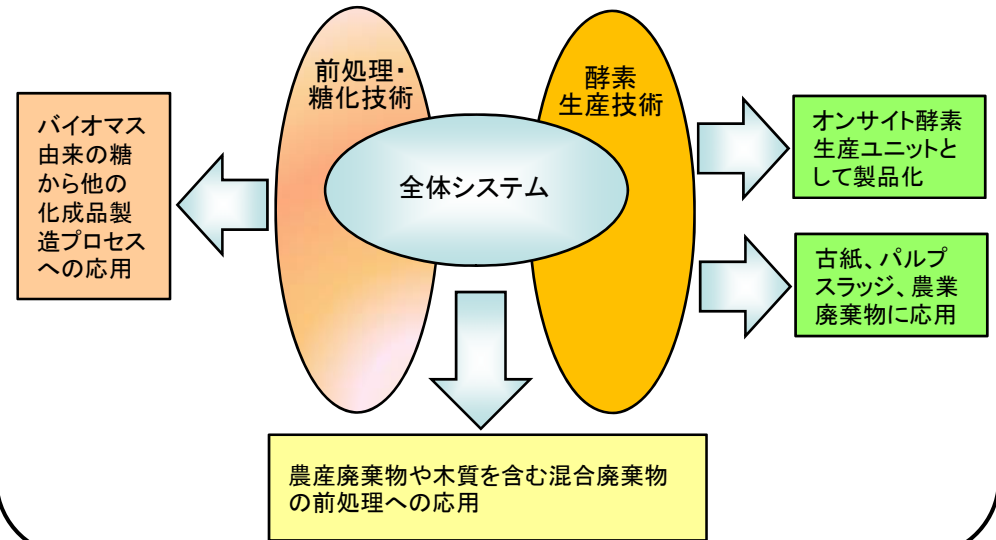 前処理・
糖化技術
酵素
生産技術
全体システム
バイオマス
由来の糖
から他の
化成品製
造プロセス
への応用
オンサイト酵素
生産ユニットと
して製品化
古紙、パルプ
スラッジ、農業
廃棄物に応用
農産廃棄物や木質を含む混合廃棄物
の前処理への応用